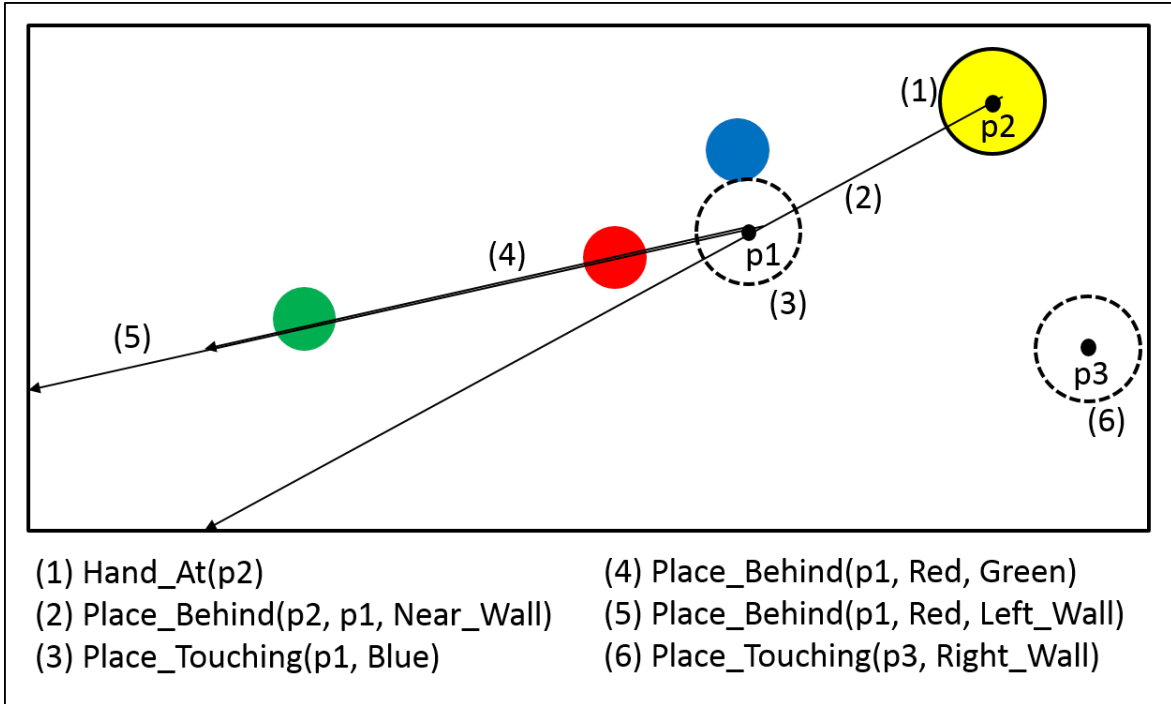 (1)
p2
(2)
p1
(4)
(3)
(5)
p3
(6)
(1) Hand_At(p2)
(2) Place_Behind(p2, p1, Near_Wall)
(3) Place_Touching(p1, Blue)
(4) Place_Behind(p1, Red, Green)
(5) Place_Behind(p1, Red, Left_Wall)
(6) Place_Touching(p3, Right_Wall)